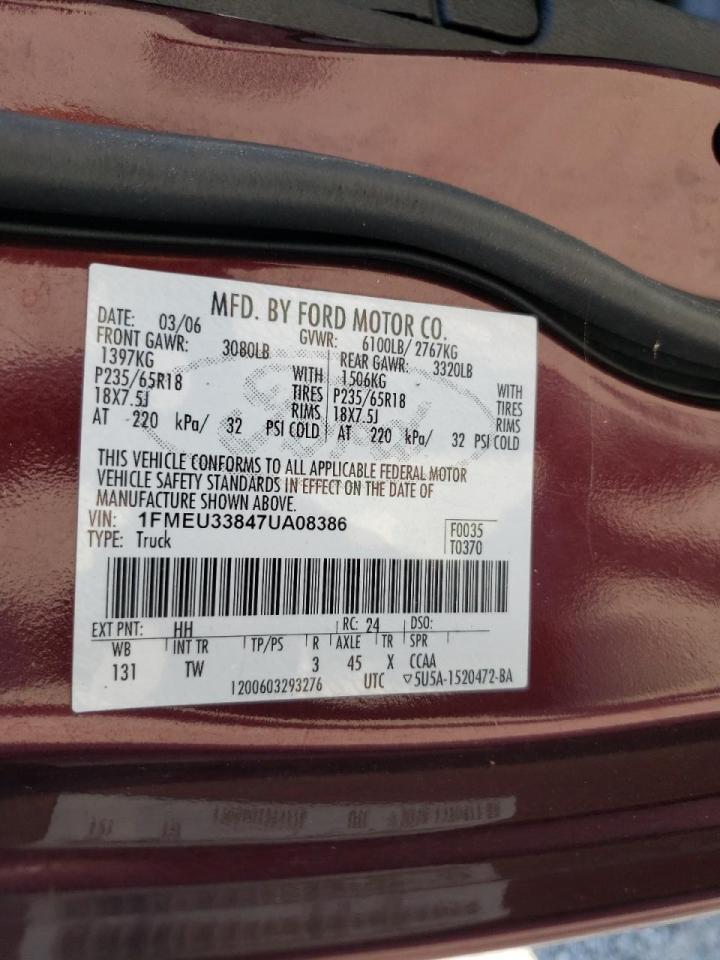 MFD. BY FORD MOTOR CO.
DATE: 03/06 GVWR: 6100LB/ 2767KG
FRONT GAWR: 3080LB REAR GAWR: 3320LB
1397KG WITH 1506KG WITH
P235/65R18 TIRES P235/65R18 TIRES
18X7.5J RIMS 18X7.5J RIMS
AT 220 kPa/ 32 PSI COLD AT 220 kPa/ 32 PSI COLD
Ford
THIS VEHICLE CONFORMS TO ALL APPLICABLE FEDERAL MOTOR
VEHICLE SAFETY STANDARDS IN EFFECT ON THE DATE OF
MANUFACTURE SHOWN ABOVE.
VIN: 1FMEU33847UA08386 F0035
TYPE: Truck T0370
EXT PNT: HH RC: 24 DSO:
WB INT TR TP/PS R AXLE TR SPR
131 TW 3 45 X CCAA
1200603293276 UTC ▽5U5A-1520472-BA